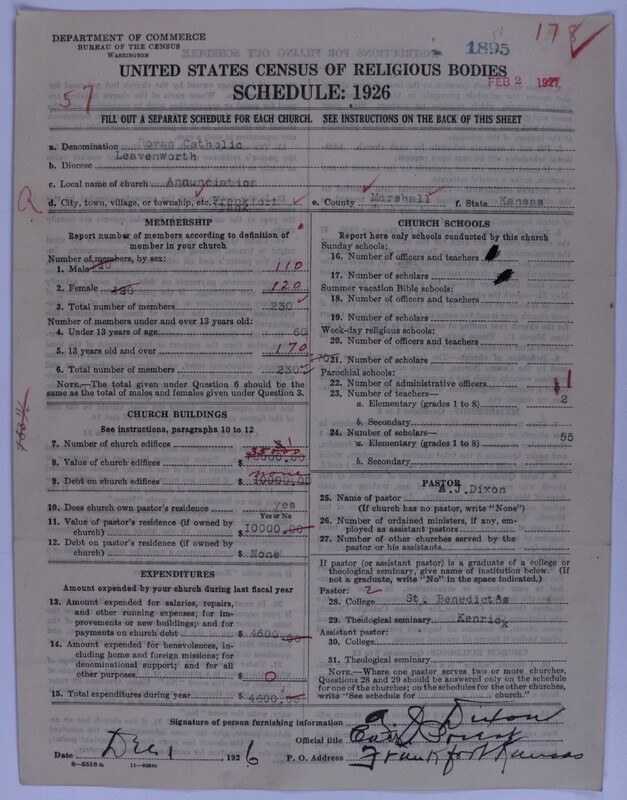 178
DEPARTMENT OF COMMERCE
BUREAU OF THE CENSUS
WASHINGTON
1895
UNITED STATES CENSUS OF RELIGIOUS BODIES
FEB 2 1927
SCHEDULE: 1926
57
FILL OUT A SEPARATE SCHEDULE FOR EACH CHURCH. SEE INSTRUCTIONS ON THE BACK OF THIS SHEET
a. Denomination Roman Catholic
b. Diocese Leavenworth
c. Local name of church Annunciation
d. City, town, village, or township, etc. Frankfort e. County Marshall f. State Kansas
MEMBERSHIP
Report number of members according to definition of
member in your church
Number of members, by sex:
1. Male 110
2. Female 120
3. Total number of members 230
Number of members under and over 13 years old:
4. Under 13 years of age 60
5. 13 years old and over 170
6. Total number of members 230
NOTE.—The total given under Question 6 should be the
same as the total of males and females given under Question 3.
CHURCH BUILDINGS
See instructions, paragraphs 10 to 12
7. Number of church edifices 1
8. Value of church edifices $
9. Debt on church edifices $ none 10000.00
10. Does church own pastor's residence yes
Yes or No
11. Value of pastor's residence (if owned by
church) $ 10000.00
12. Debt on pastor's residence (if owned by
church) $ None
EXPENDITURES
Amount expended by your church during last fiscal year
13. Amount expended for salaries, repairs,
and other running expenses; for im-
provements or new buildings; and for
payments on church debt $ 4600.00
14. Amount expended for benevolences, in-
cluding home and foreign missions; for
denominational support; and for all
other purposes $ 0
15. Total expenditures during year $ 4600.00
CHURCH SCHOOLS
Report here only schools conducted by this church
Sunday schools:
16. Number of officers and teachers
17. Number of scholars
Summer vacation Bible schools:
18. Number of officers and teachers
19. Number of scholars
Week-day religious schools:
20. Number of officers and teachers
21. Number of scholars
Parochial schools:
22. Number of administrative officers 1
23. Number of teachers—
a. Elementary (grades 1 to 8) 2
b. Secondary
24. Number of scholars—
a. Elementary (grades 1 to 8) 55
b. Secondary
PASTOR
25. Name of pastor A.J.Dixon
(If church has no pastor, write "None")
26. Number of ordained ministers, if any, em-
ployed as assistant pastors
27. Number of other churches served by the
pastor or his assistants
If pastor (or assistant pastor) is a graduate of a college or
theological seminary, give name of institution below. (If
not a graduate, write "No" in the space indicated.)
Pastor: 2
28. College St. Benedict's
29. Theological seminary Kenrick
Assistant pastor:
30. College
31. Theological seminary
NOTE.—Where one pastor serves two or more churches,
Questions 28 and 29 should be answered only on the schedule
for one of the churches; on the schedules for the other churches,
write "See schedule for church."
Signature of person furnishing information A. J. Dixon
Official title
Date Dec 1 1926 P. O. Address Frankfort Kansas
8—5318a 11—9264a